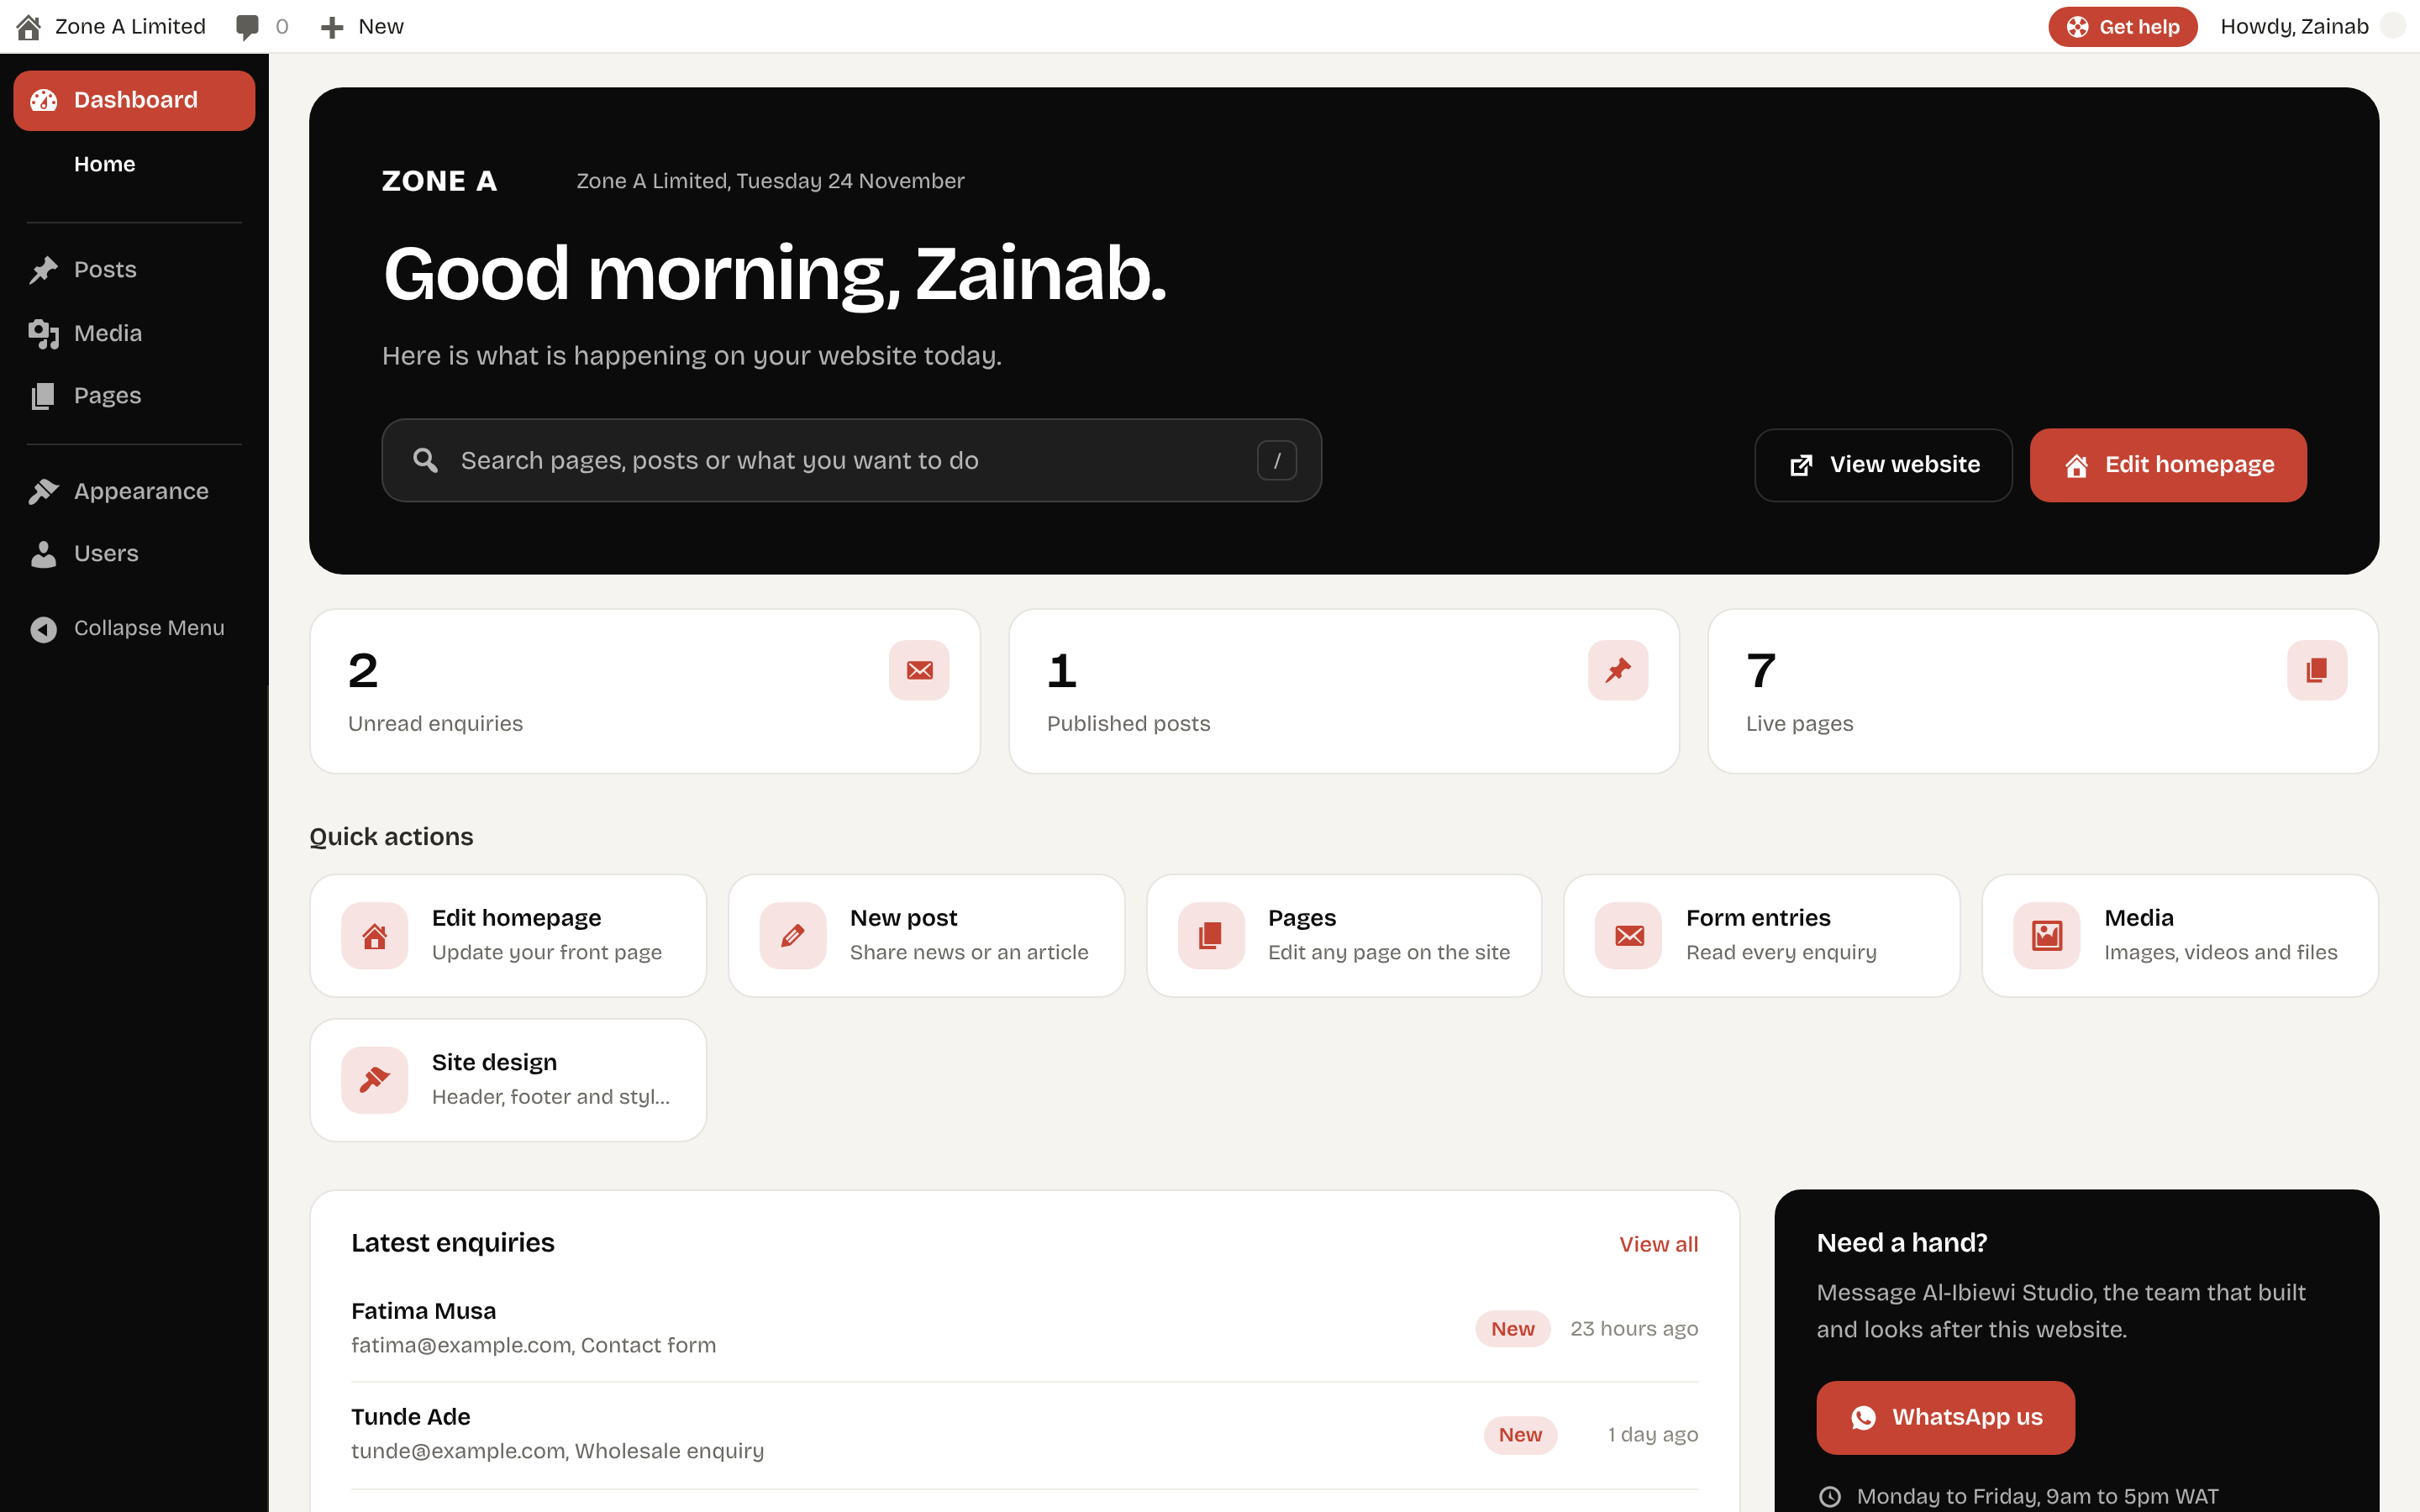 Zone A Limited
0
New
Get help
Howdy, Zainab
Dashboard
Home
Posts
Media
Pages
Appearance
Users
Collapse Menu
ZONE A
Zone A Limited, Tuesday 24 November
Good morning, Zainab.
Here is what is happening on your website today.
Search pages, posts or what you want to do
/
View website
Edit homepage
2
Unread enquiries
1
Published posts
7
Live pages
Quick actions
Edit homepage
Update your front page
New post
Share news or an article
Pages
Edit any page on the site
Form entries
Read every enquiry
Media
Images, videos and files
Site design
Header, footer and styl...
Latest enquiries
View all
Fatima Musa
fatima@example.com, Contact form
New
23 hours ago
Tunde Ade
tunde@example.com, Wholesale enquiry
New
1 day ago
Need a hand?
Message Al-Ibiewi Studio, the team that built
and looks after this website.
WhatsApp us
Monday to Friday, 9am to 5pm WAT